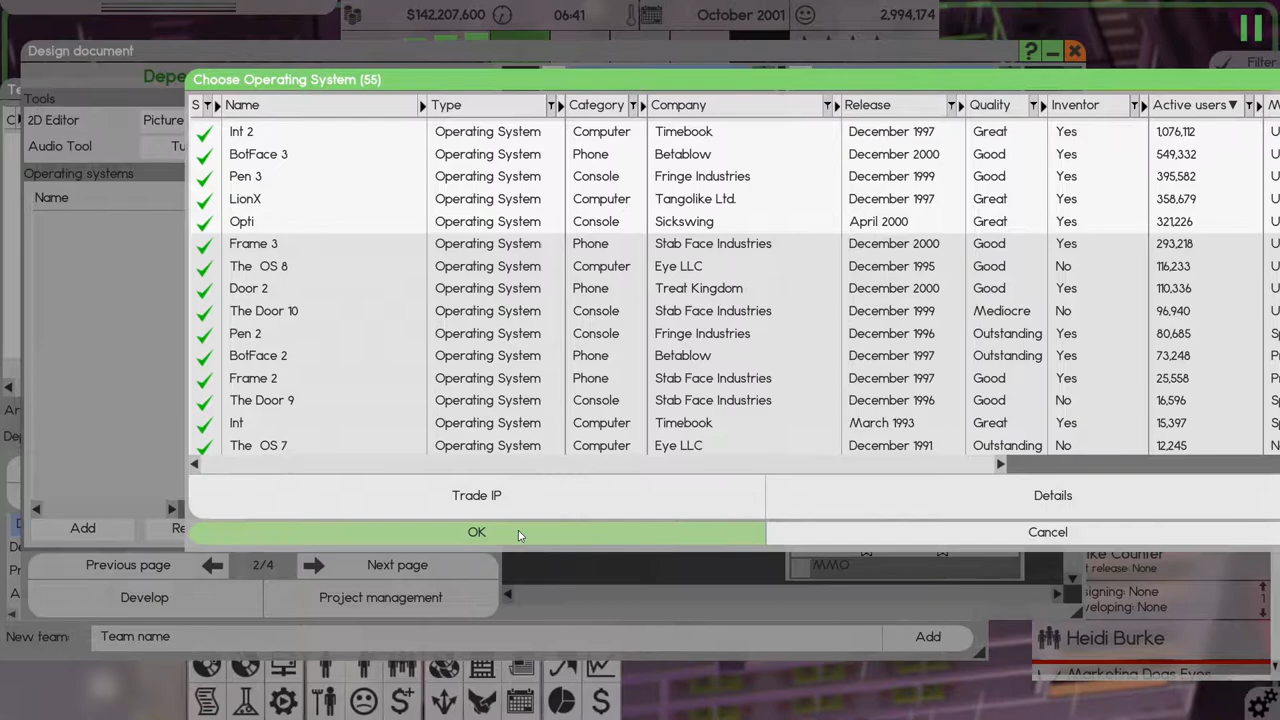 $142,207,600
06:41
October 2001
2,994,174
Design document
Filter
Choose Operating System (55)
Tools
2D Editor
Picture
Audio Tool
Operating systems
Name
S Name Type Category Company Release Quality Inventor Active users
Int 2 Operating System Computer Timebook December 1997 Great Yes 1,076,112
BotFace 3 Operating System Phone Betablow December 2000 Good Yes 549,332
Pen 3 Operating System Console Fringe Industries December 1999 Good Yes 395,582
LionX Operating System Computer Tangolike Ltd. December 1997 Great Yes 358,679
Opti Operating System Console Sickswing April 2000 Great Yes 321,226
Frame 3 Operating System Phone Stab Face Industries December 2000 Good Yes 293,218
The OS 8 Operating System Computer Eye LLC December 1995 Good No 116,233
Door 2 Operating System Phone Treat Kingdom December 2000 Good Yes 110,336
The Door 10 Operating System Console Stab Face Industries December 1999 Mediocre No 96,940
Pen 2 Operating System Console Fringe Industries December 1996 Outstanding Yes 80,685
BotFace 2 Operating System Phone Betablow December 1997 Outstanding Yes 73,248
Frame 2 Operating System Phone Stab Face Industries December 1997 Good Yes 25,558
The Door 9 Operating System Console Stab Face Industries December 1996 Good No 16,596
Int Operating System Computer Timebook March 1993 Great Yes 15,397
The OS 7 Operating System Computer Eye LLC December 1991 Outstanding No 12,245
Trade IP
Details
OK
Cancel
Add
Previous page
2/4
Next page
Develop
Project management
MMO
Counter
release: None
signing: None
veloping: None
Heidi Burke
Marketing Dogs Eyes
New team:
Team name
Add